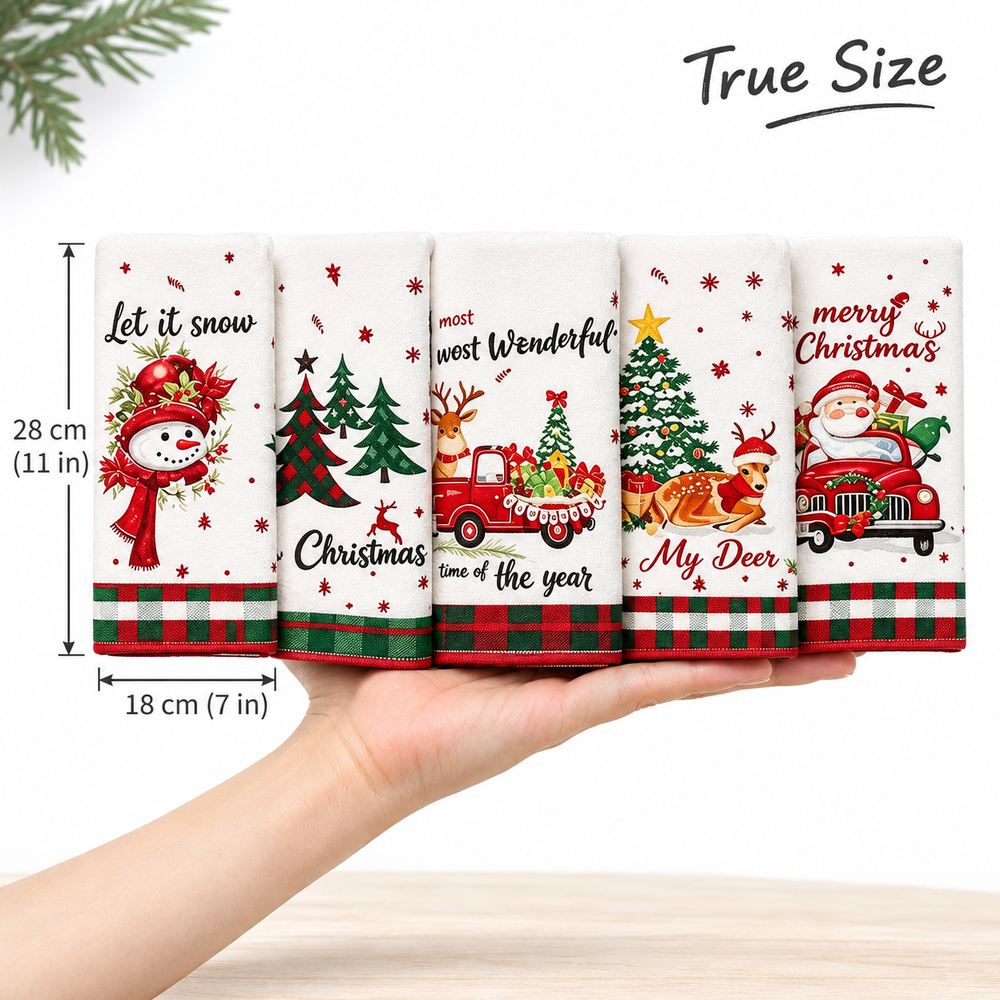 True Size
Let it snow
Christmas
most
wost Wenderful
time of the year
My Deer
merry
Christmas
28 cm
(11 in)
18 cm (7 in)